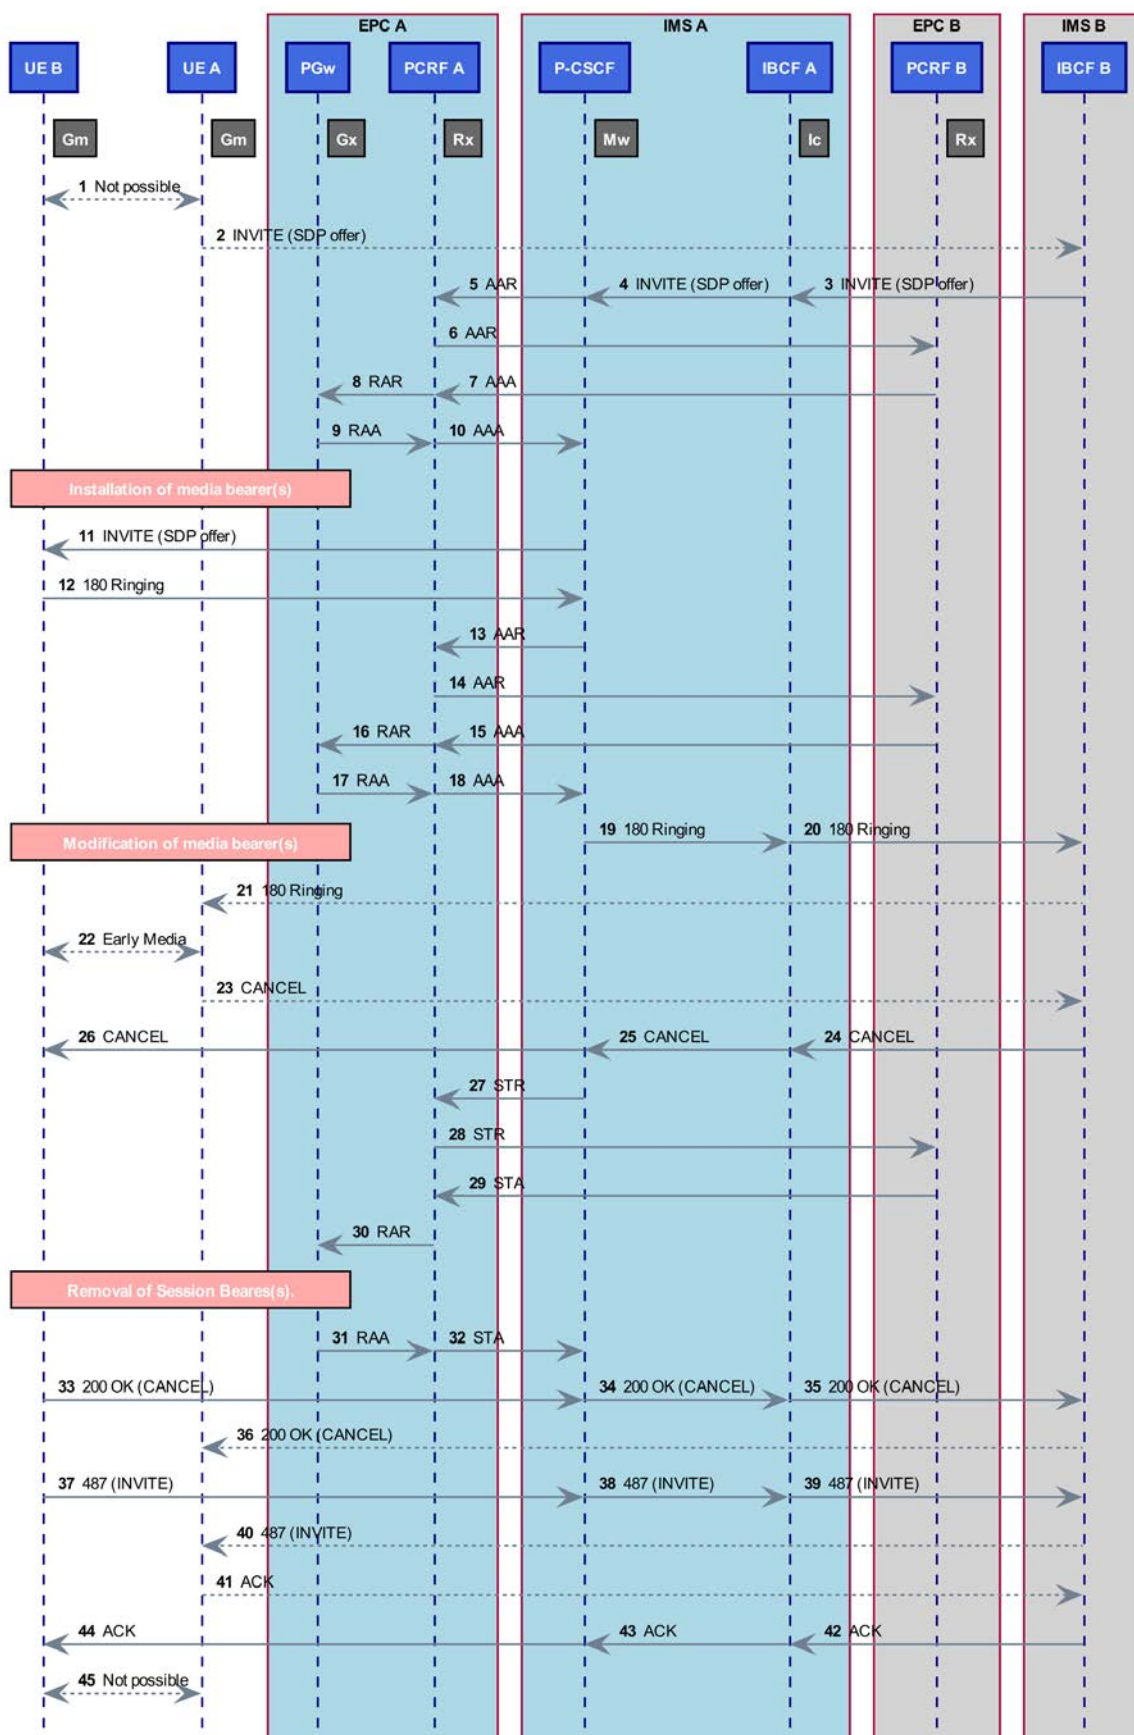 EPC A
IMS A
EPC B
IMS B
UE B
UE A
PGw
PCRF A
P-CSCF
IBCF A
PCRF B
IBCF B
Gm
Gm
Gx
Rx
Mw
Ic
Rx
1 Not possible
2 INVITE (SDP offer)
5 AAR
4 INVITE (SDP offer)
3 INVITE (SDP offer)
6 AAR
8 RAR
7 AAA
9 RAA
10 AAA
Installation of media bearer(s)
11 INVITE (SDP offer)
12 180 Ringing
13 AAR
14 AAR
16 RAR
15 AAA
17 RAA
18 AAA
Modification of media bearer(s)
19 180 Ringing
20 180 Ringing
21 180 Ringing
22 Early Media
23 CANCEL
26 CANCEL
25 CANCEL
24 CANCEL
27 STR
28 STR
29 STA
30 RAR
Removal of Session Beares(s).
31 RAA
32 STA
33 200 OK (CANCEL)
34 200 OK (CANCEL)
35 200 OK (CANCEL)
36 200 OK (CANCEL)
37 487 (INVITE)
38 487 (INVITE)
39 487 (INVITE)
40 487 (INVITE)
41 ACK
44 ACK
43 ACK
42 ACK
45 Not possible